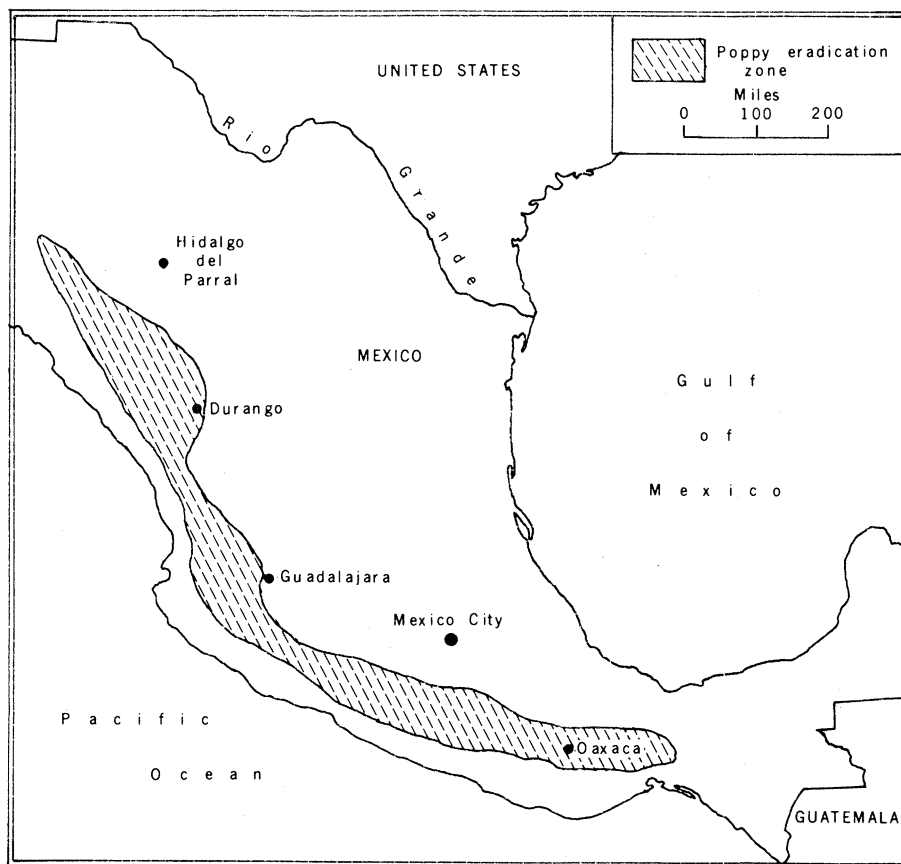 UNITED STATES
Poppy eradication
zone
Miles
0 100 200
Rio
Grande
Hidalgo
del
Parral
MEXICO
Durango
Gulf
of
Mexico
Guadalajara
Mexico City
Pacific
Ocean
Oaxaca
GUATEMALA